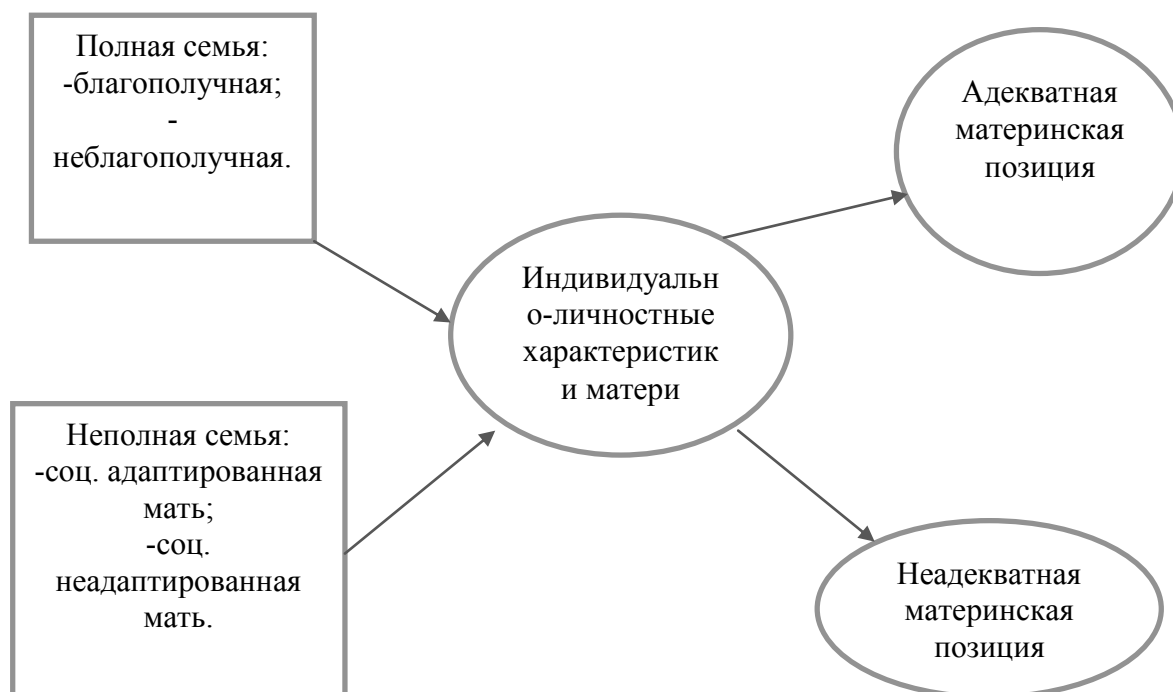 Полная семья:
-благополучная;
-
неблагополучная.
Адекватная
материнская
позиция
Индивидуальн
о-личностные
характеристик
и матери
Неполная семья:
-соц. адаптированная
мать;
-соц.
неадаптированная
мать.
Неадекватная
материнская
позиция